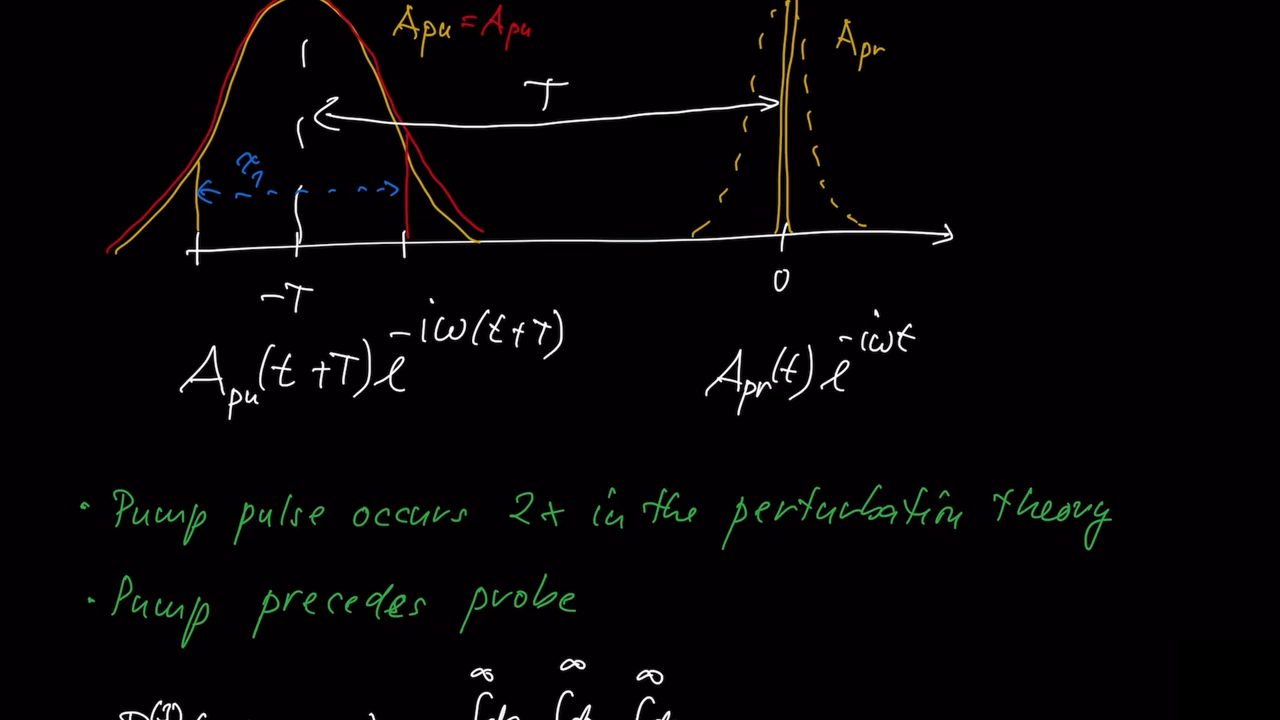 Apu = Apu
Apr
T
τ₁
-T
0
Apu(t+T)e^{-iω(t+T)}
Apr(t)e^{-iωt}
· Pump pulse occurs 2x in the perturbation theory
· Pump precedes probe
∞ ∞ ∞